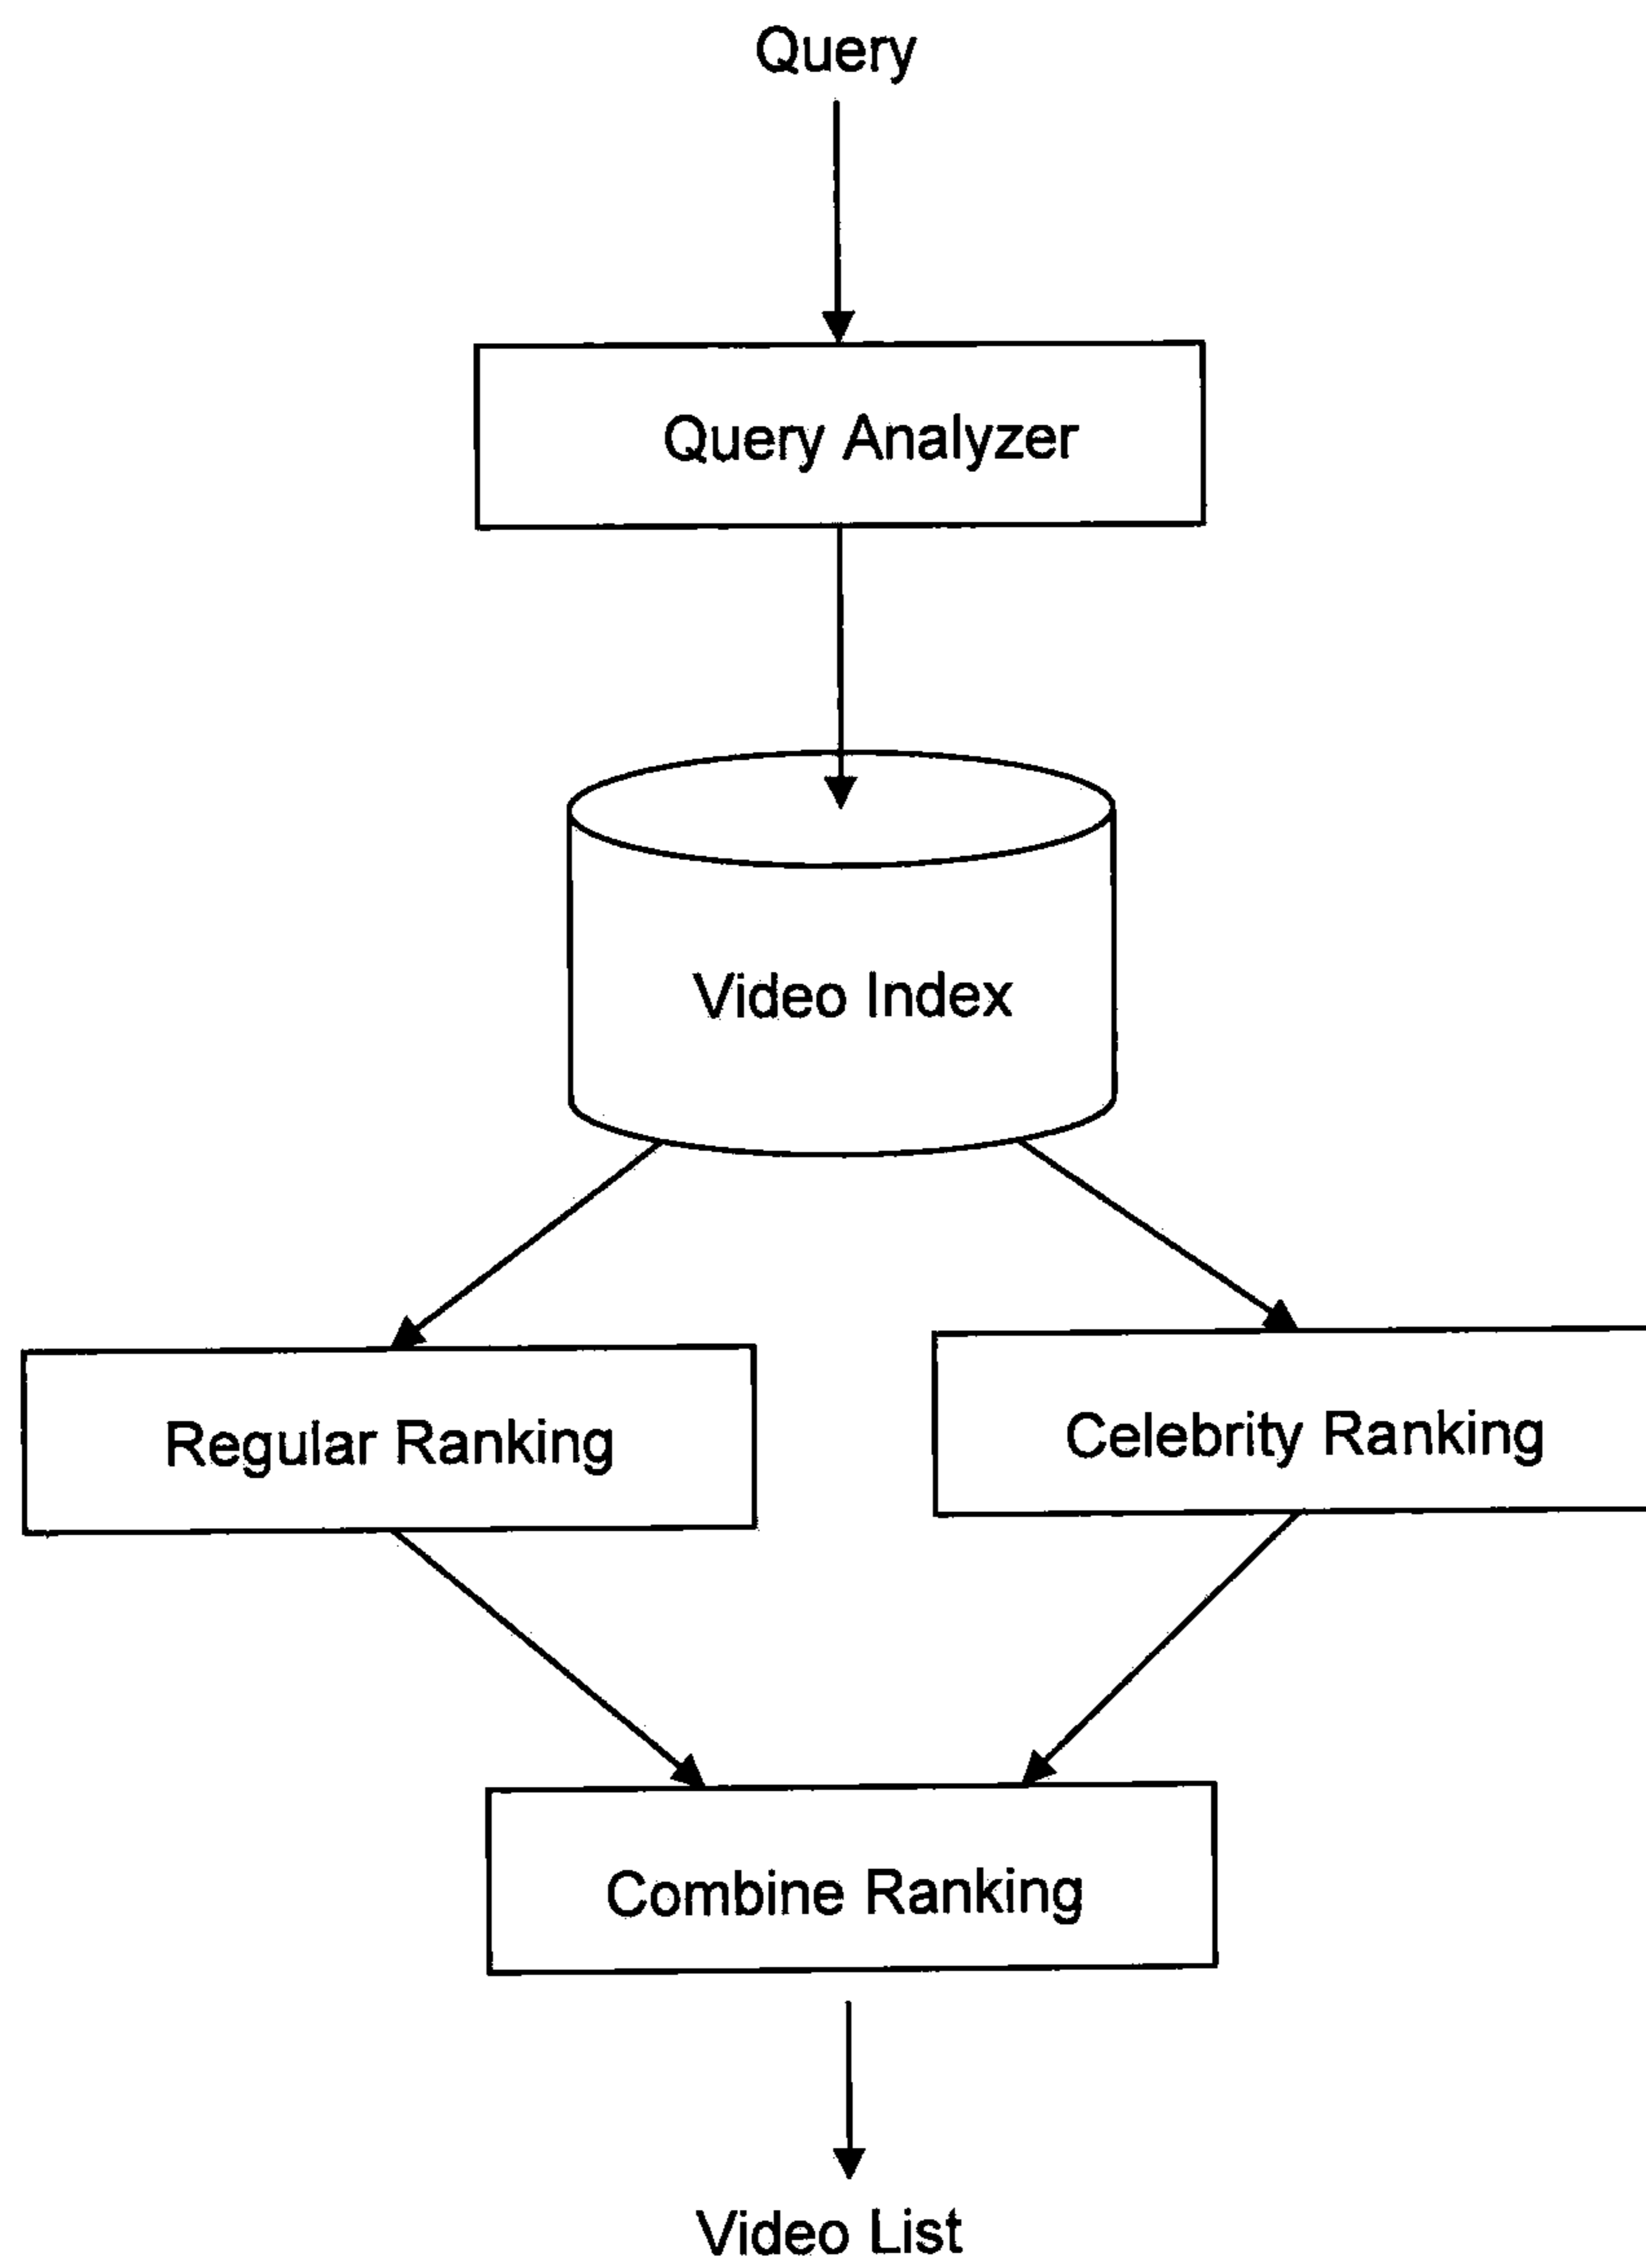 Query
Query Analyzer
Video Index
Regular Ranking
Celebrity Ranking
Combine Ranking
Video List